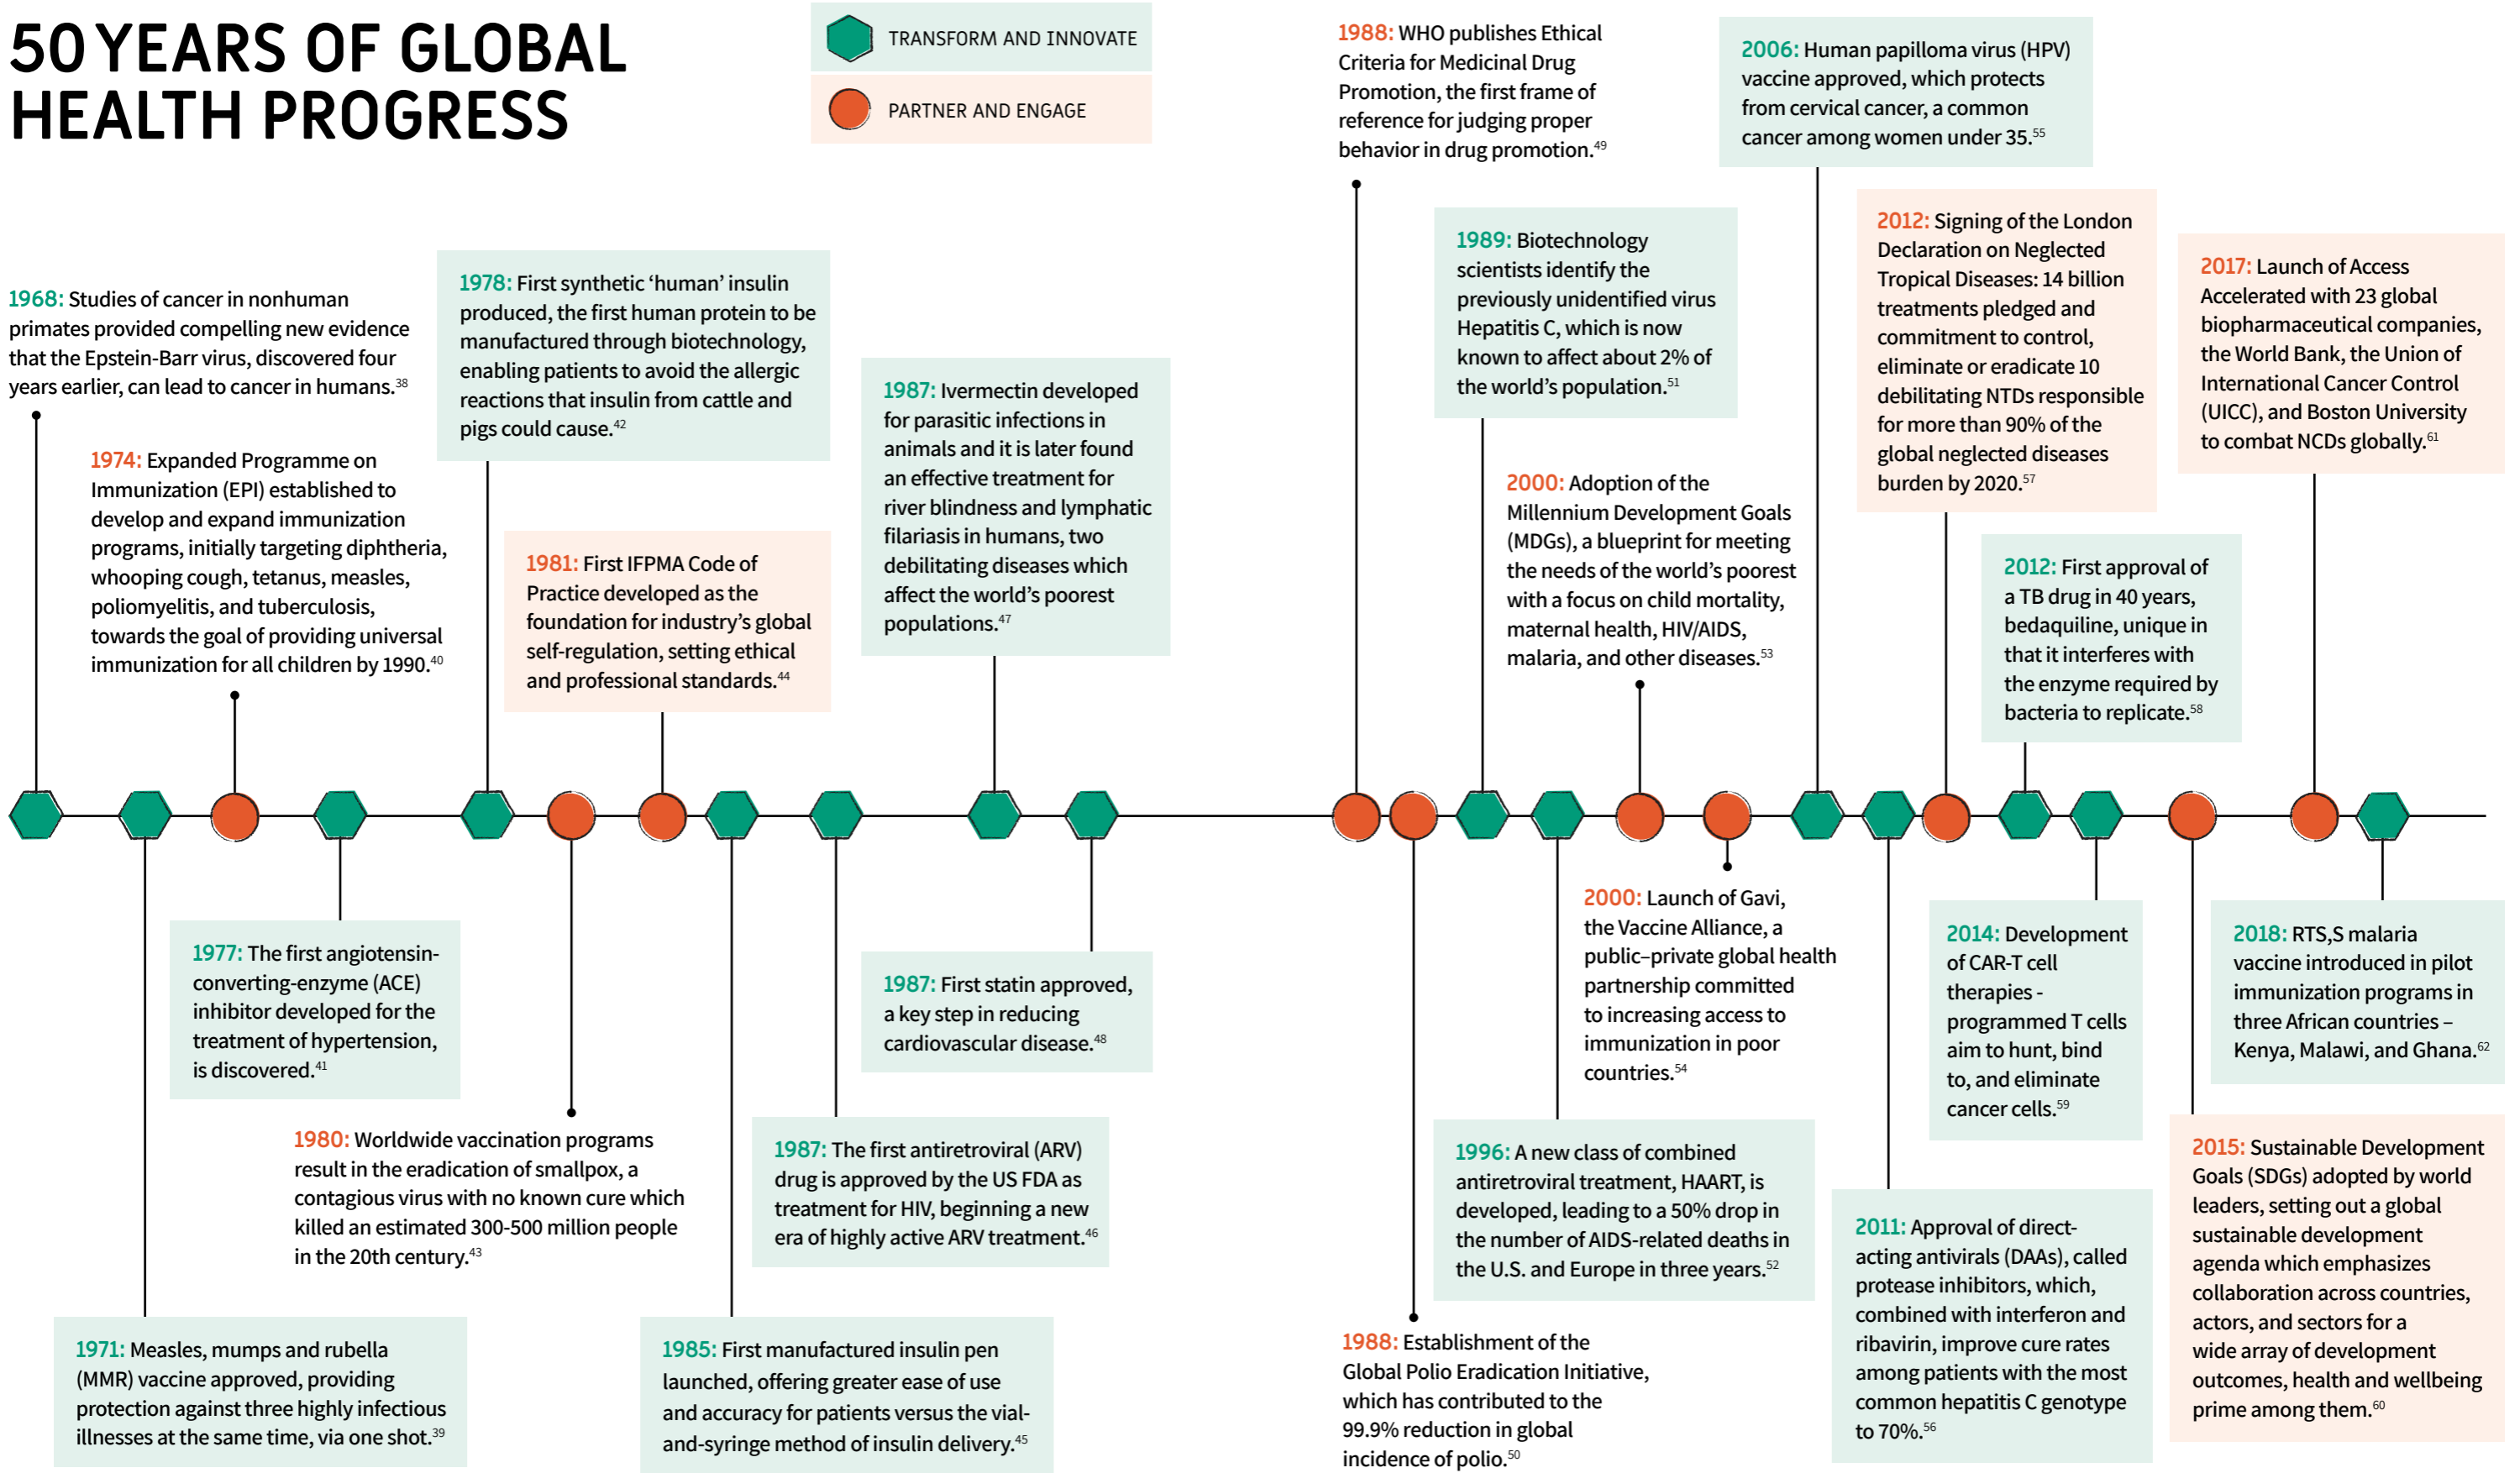 50 YEARS OF GLOBAL
HEALTH PROGRESS
TRANSFORM AND INNOVATE
PARTNER AND ENGAGE
1968: Studies of cancer in nonhuman
primates provided compelling new evidence
that the Epstein-Barr virus, discovered four
years earlier, can lead to cancer in humans.38
1971: Measles, mumps and rubella
(MMR) vaccine approved, providing
protection against three highly infectious
illnesses at the same time, via one shot.39
1974: Expanded Programme on
Immunization (EPI) established to
develop and expand immunization
programs, initially targeting diphtheria,
whooping cough, tetanus, measles,
poliomyelitis, and tuberculosis,
towards the goal of providing universal
immunization for all children by 1990.40
1977: The first angiotensin-
converting-enzyme (ACE)
inhibitor developed for the
treatment of hypertension,
is discovered.41
1978: First synthetic ‘human’ insulin
produced, the first human protein to be
manufactured through biotechnology,
enabling patients to avoid the allergic
reactions that insulin from cattle and
pigs could cause.42
1980: Worldwide vaccination programs
result in the eradication of smallpox, a
contagious virus with no known cure which
killed an estimated 300-500 million people
in the 20th century.43
1981: First IFPMA Code of
Practice developed as the
foundation for industry’s global
self-regulation, setting ethical
and professional standards.44
1985: First manufactured insulin pen
launched, offering greater ease of use
and accuracy for patients versus the vial-
and-syringe method of insulin delivery.45
1987: The first antiretroviral (ARV)
drug is approved by the US FDA as
treatment for HIV, beginning a new
era of highly active ARV treatment.46
1987: Ivermectin developed
for parasitic infections in
animals and it is later found
an effective treatment for
river blindness and lymphatic
filariasis in humans, two
debilitating diseases which
affect the world’s poorest
populations.47
1987: First statin approved,
a key step in reducing
cardiovascular disease.48
1988: WHO publishes Ethical
Criteria for Medicinal Drug
Promotion, the first frame of
reference for judging proper
behavior in drug promotion.49
1988: Establishment of the
Global Polio Eradication Initiative,
which has contributed to the
99.9% reduction in global
incidence of polio.50
1989: Biotechnology
scientists identify the
previously unidentified virus
Hepatitis C, which is now
known to affect about 2% of
the world’s population.51
1996: A new class of combined
antiretroviral treatment, HAART, is
developed, leading to a 50% drop in
the number of AIDS-related deaths in
the U.S. and Europe in three years.52
2000: Adoption of the
Millennium Development Goals
(MDGs), a blueprint for meeting
the needs of the world’s poorest
with a focus on child mortality,
maternal health, HIV/AIDS,
malaria, and other diseases.53
2000: Launch of Gavi,
the Vaccine Alliance, a
public–private global health
partnership committed
to increasing access to
immunization in poor
countries.54
2006: Human papilloma virus (HPV)
vaccine approved, which protects
from cervical cancer, a common
cancer among women under 35.55
2011: Approval of direct-
acting antivirals (DAAs), called
protease inhibitors, which,
combined with interferon and
ribavirin, improve cure rates
among patients with the most
common hepatitis C genotype
to 70%.56
2012: Signing of the London
Declaration on Neglected
Tropical Diseases: 14 billion
treatments pledged and
commitment to control,
eliminate or eradicate 10
debilitating NTDs responsible
for more than 90% of the
global neglected diseases
burden by 2020.57
2012: First approval of
a TB drug in 40 years,
bedaquiline, unique in
that it interferes with
the enzyme required by
bacteria to replicate.58
2014: Development
of CAR-T cell
therapies -
programmed T cells
aim to hunt, bind
to, and eliminate
cancer cells.59
2015: Sustainable Development
Goals (SDGs) adopted by world
leaders, setting out a global
sustainable development
agenda which emphasizes
collaboration across countries,
actors, and sectors for a
wide array of development
outcomes, health and wellbeing
prime among them.60
2017: Launch of Access
Accelerated with 23 global
biopharmaceutical companies,
the World Bank, the Union of
International Cancer Control
(UICC), and Boston University
to combat NCDs globally.61
2018: RTS,S malaria
vaccine introduced in pilot
immunization programs in
three African countries –
Kenya, Malawi, and Ghana.62